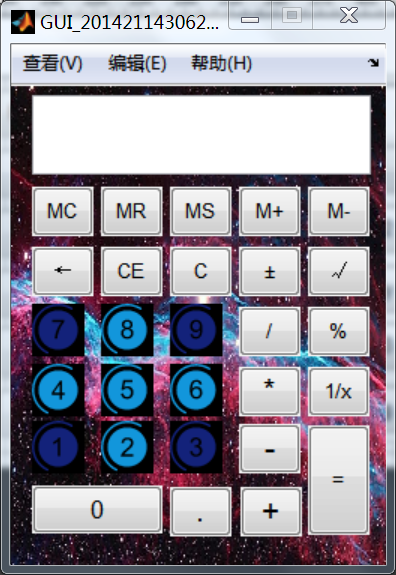 GUI_201421143062...
查看(V) 编辑(E) 帮助(H)
MC MR MS M+ M-
← CE C ± √
7 8 9 / %
4 5 6 * 1/x
1 2 3 - =
0 . +